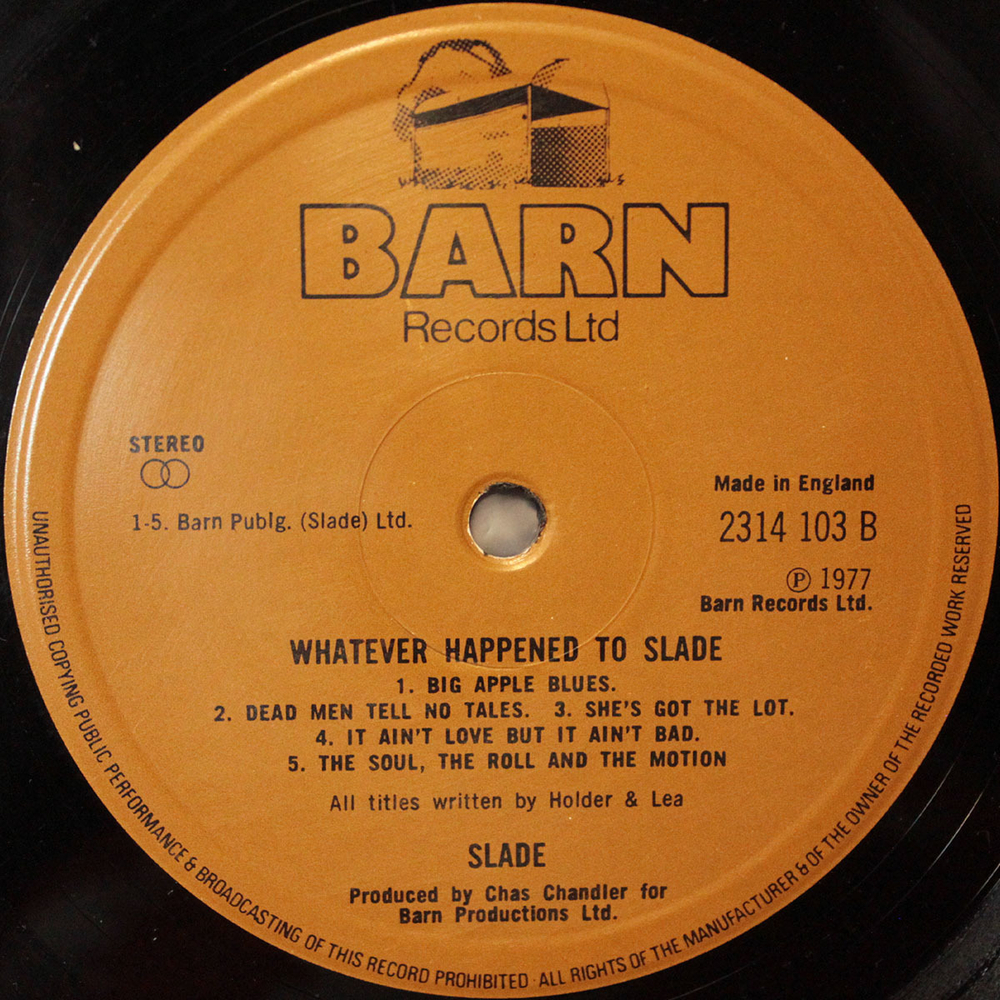 BARN
Records Ltd
STEREO
1-5. Barn Publg. (Slade) Ltd.
Made in England
2314 103 B
Ⓟ 1977
Barn Records Ltd.
WHATEVER HAPPENED TO SLADE
1. BIG APPLE BLUES.
2. DEAD MEN TELL NO TALES. 3. SHE'S GOT THE LOT.
4. IT AIN'T LOVE BUT IT AIN'T BAD.
5. THE SOUL, THE ROLL AND THE MOTION
All titles written by Holder & Lea
SLADE
Produced by Chas Chandler for
Barn Productions Ltd.
UNAUTHORISED COPYING PUBLIC PERFORMANCE & BROADCASTING OF THIS RECORD PROHIBITED · ALL RIGHTS OF THE MANUFACTURER & OF THE OWNER OF THE RECORDED WORK RESERVED